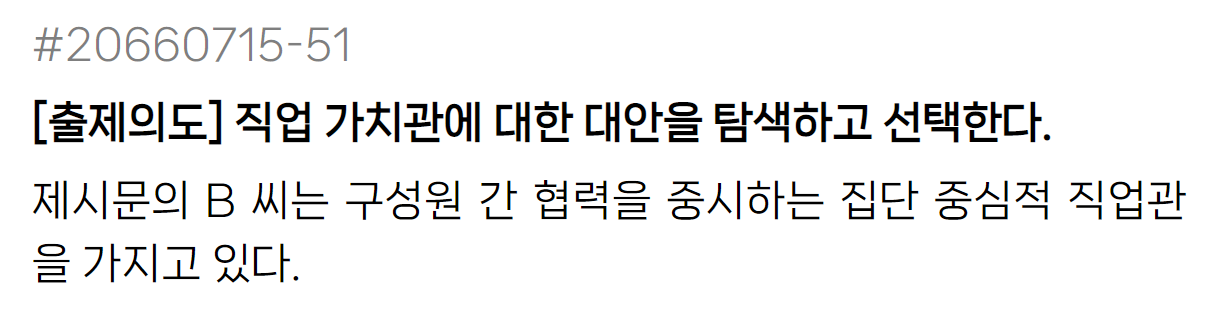 #20660715-51
[출제의도] 직업 가치관에 대한 대안을 탐색하고 선택한다.
제시문의 B 씨는 구성원 간 협력을 중시하는 집단 중심적 직업관
을 가지고 있다.